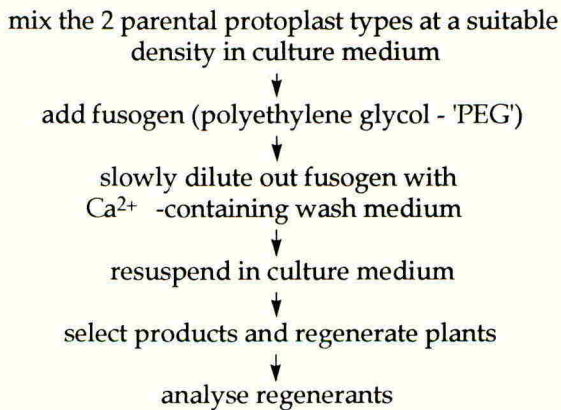 mix the 2 parental protoplast types at a suitable
density in culture medium
add fusogen (polyethylene glycol - 'PEG')
slowly dilute out fusogen with
Ca²⁺ -containing wash medium
resuspend in culture medium
select products and regenerate plants
analyse regenerants